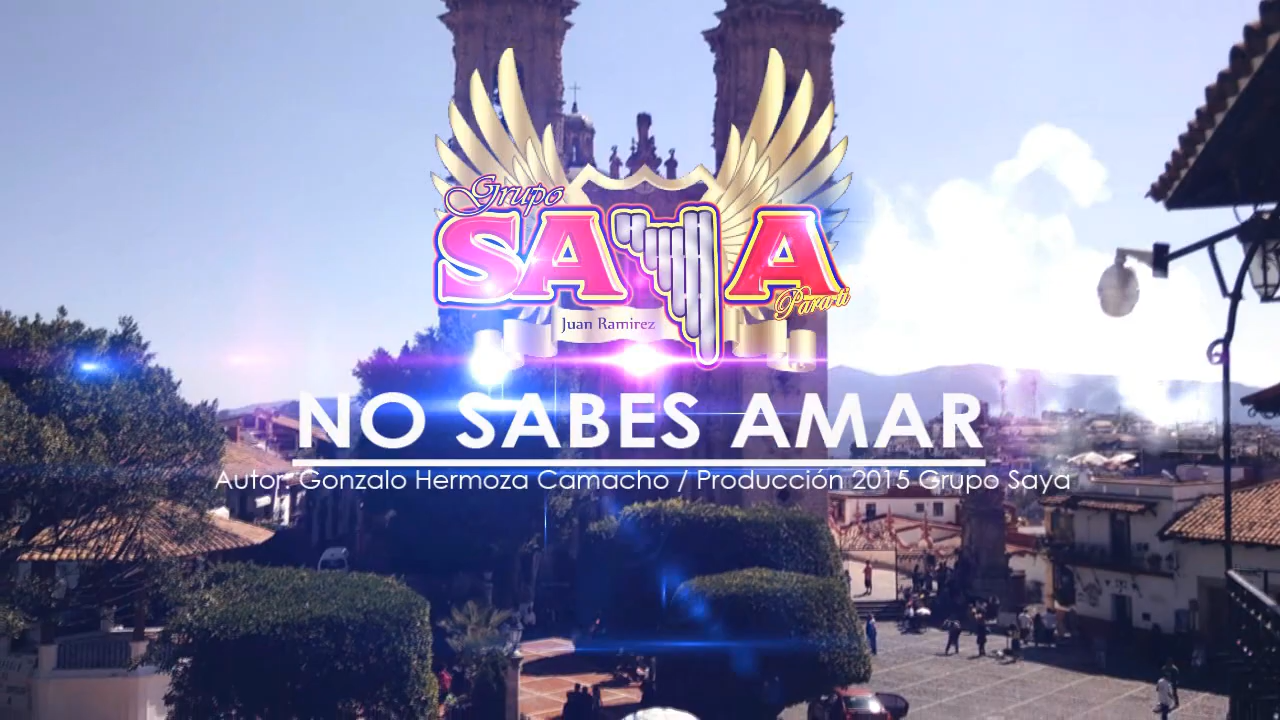 Grupo
SAYA
Para ti
Juan Ramirez
NO SABES AMAR
Autor: Gonzalo Hermoza Camacho / Producción 2015 Grupo Saya